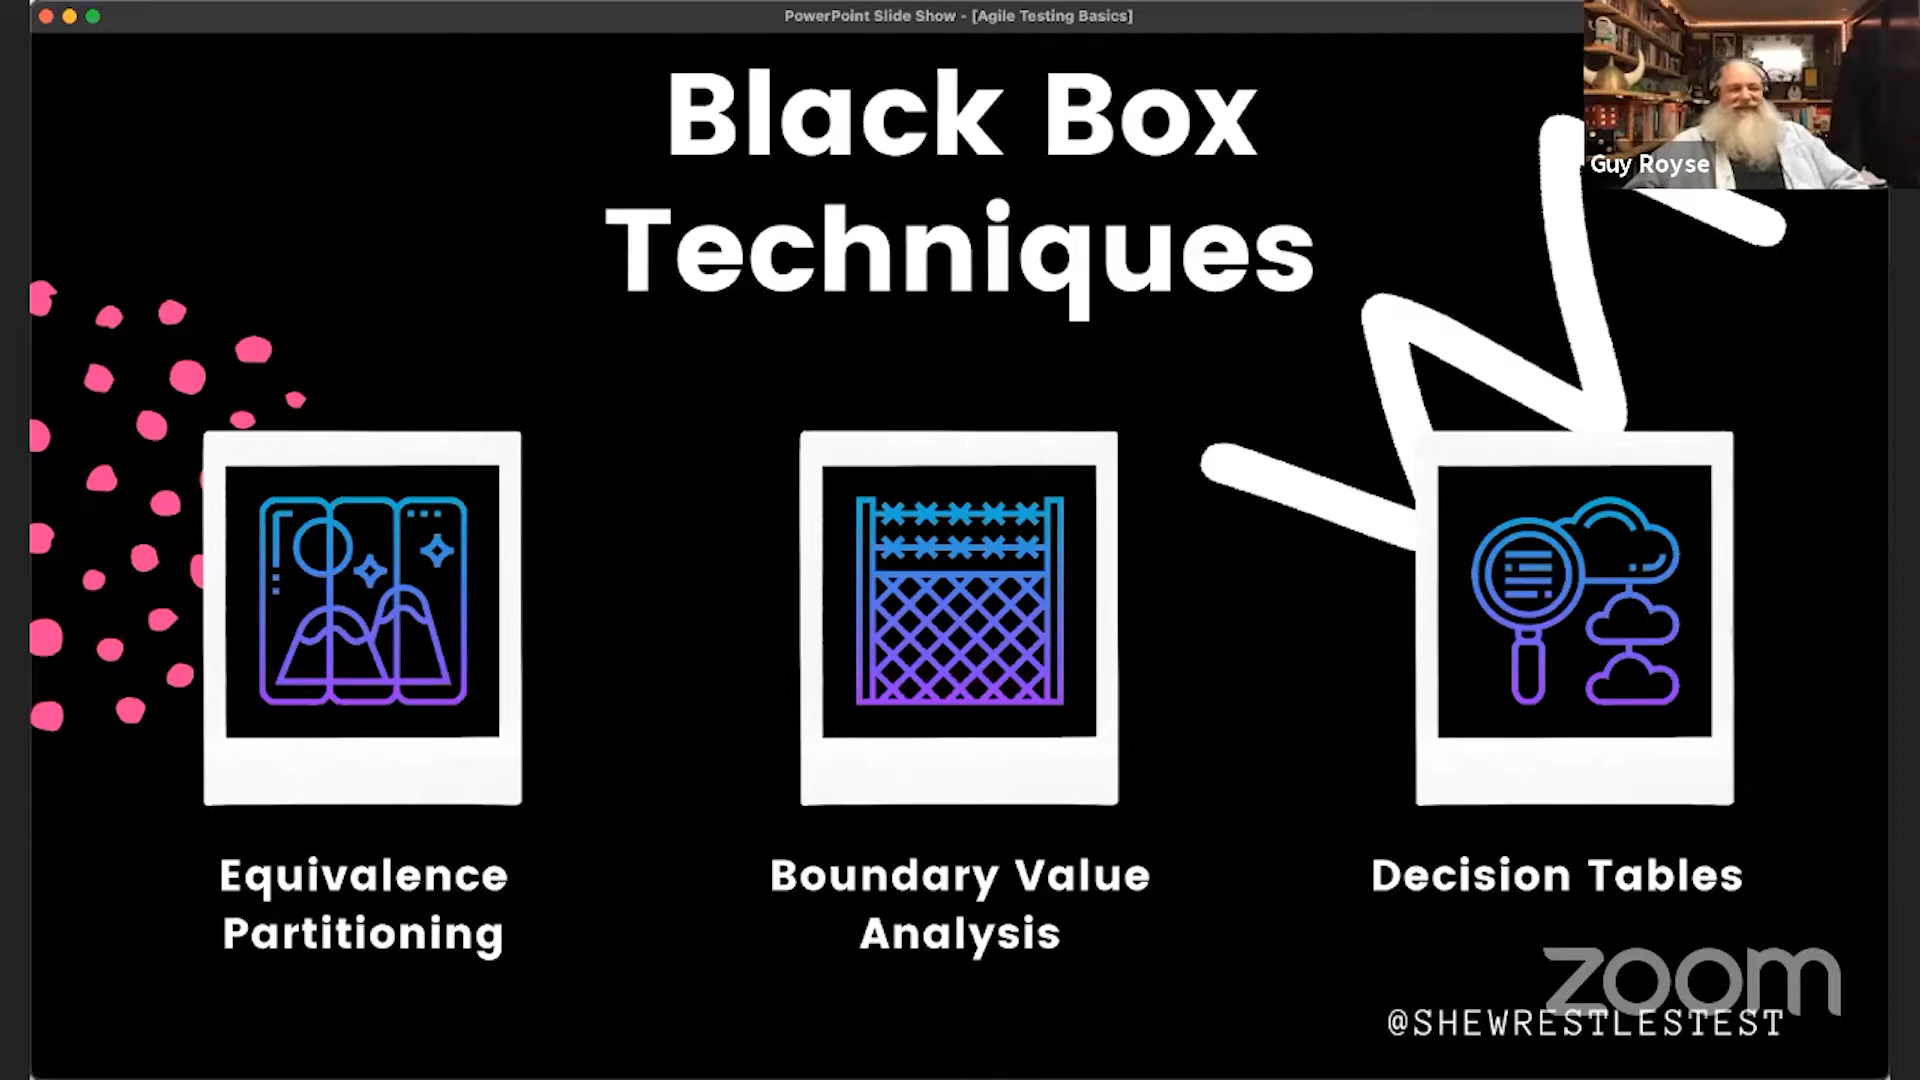 PowerPoint Slide Show - [Agile Testing Basics]
Black Box
Techniques
Guy Royse
Equivalence
Partitioning
Boundary Value
Analysis
Decision Tables
zoom
@SHEWRESTLESTEST